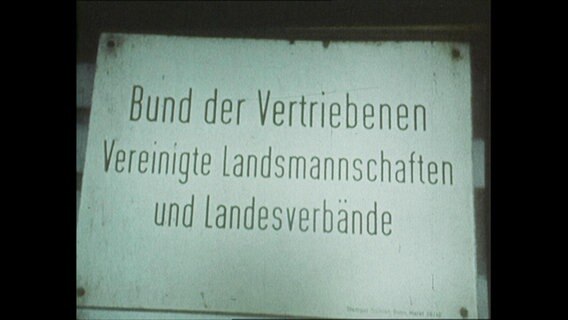 Bund der Vertriebenen
Vereinigte Landsmannschaften
und Landesverbände